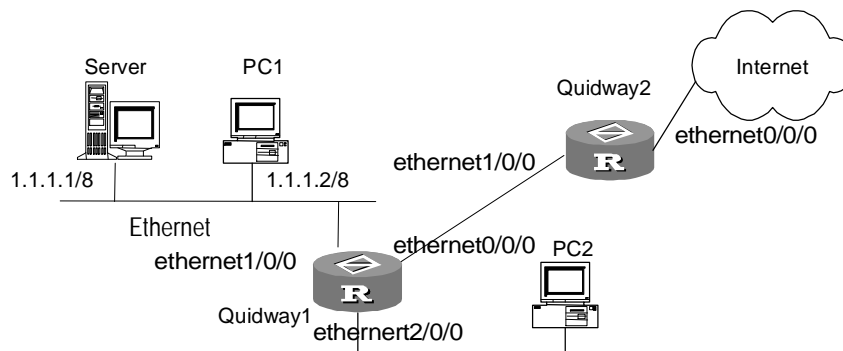 Server
PC1
Internet
Quidway2
ethernet0/0/0
ethernet1/0/0
1.1.1.1/8
1.1.1.2/8
Ethernet
ethernet1/0/0
ethernet0/0/0
PC2
R
R
Quidway1
ethernert2/0/0